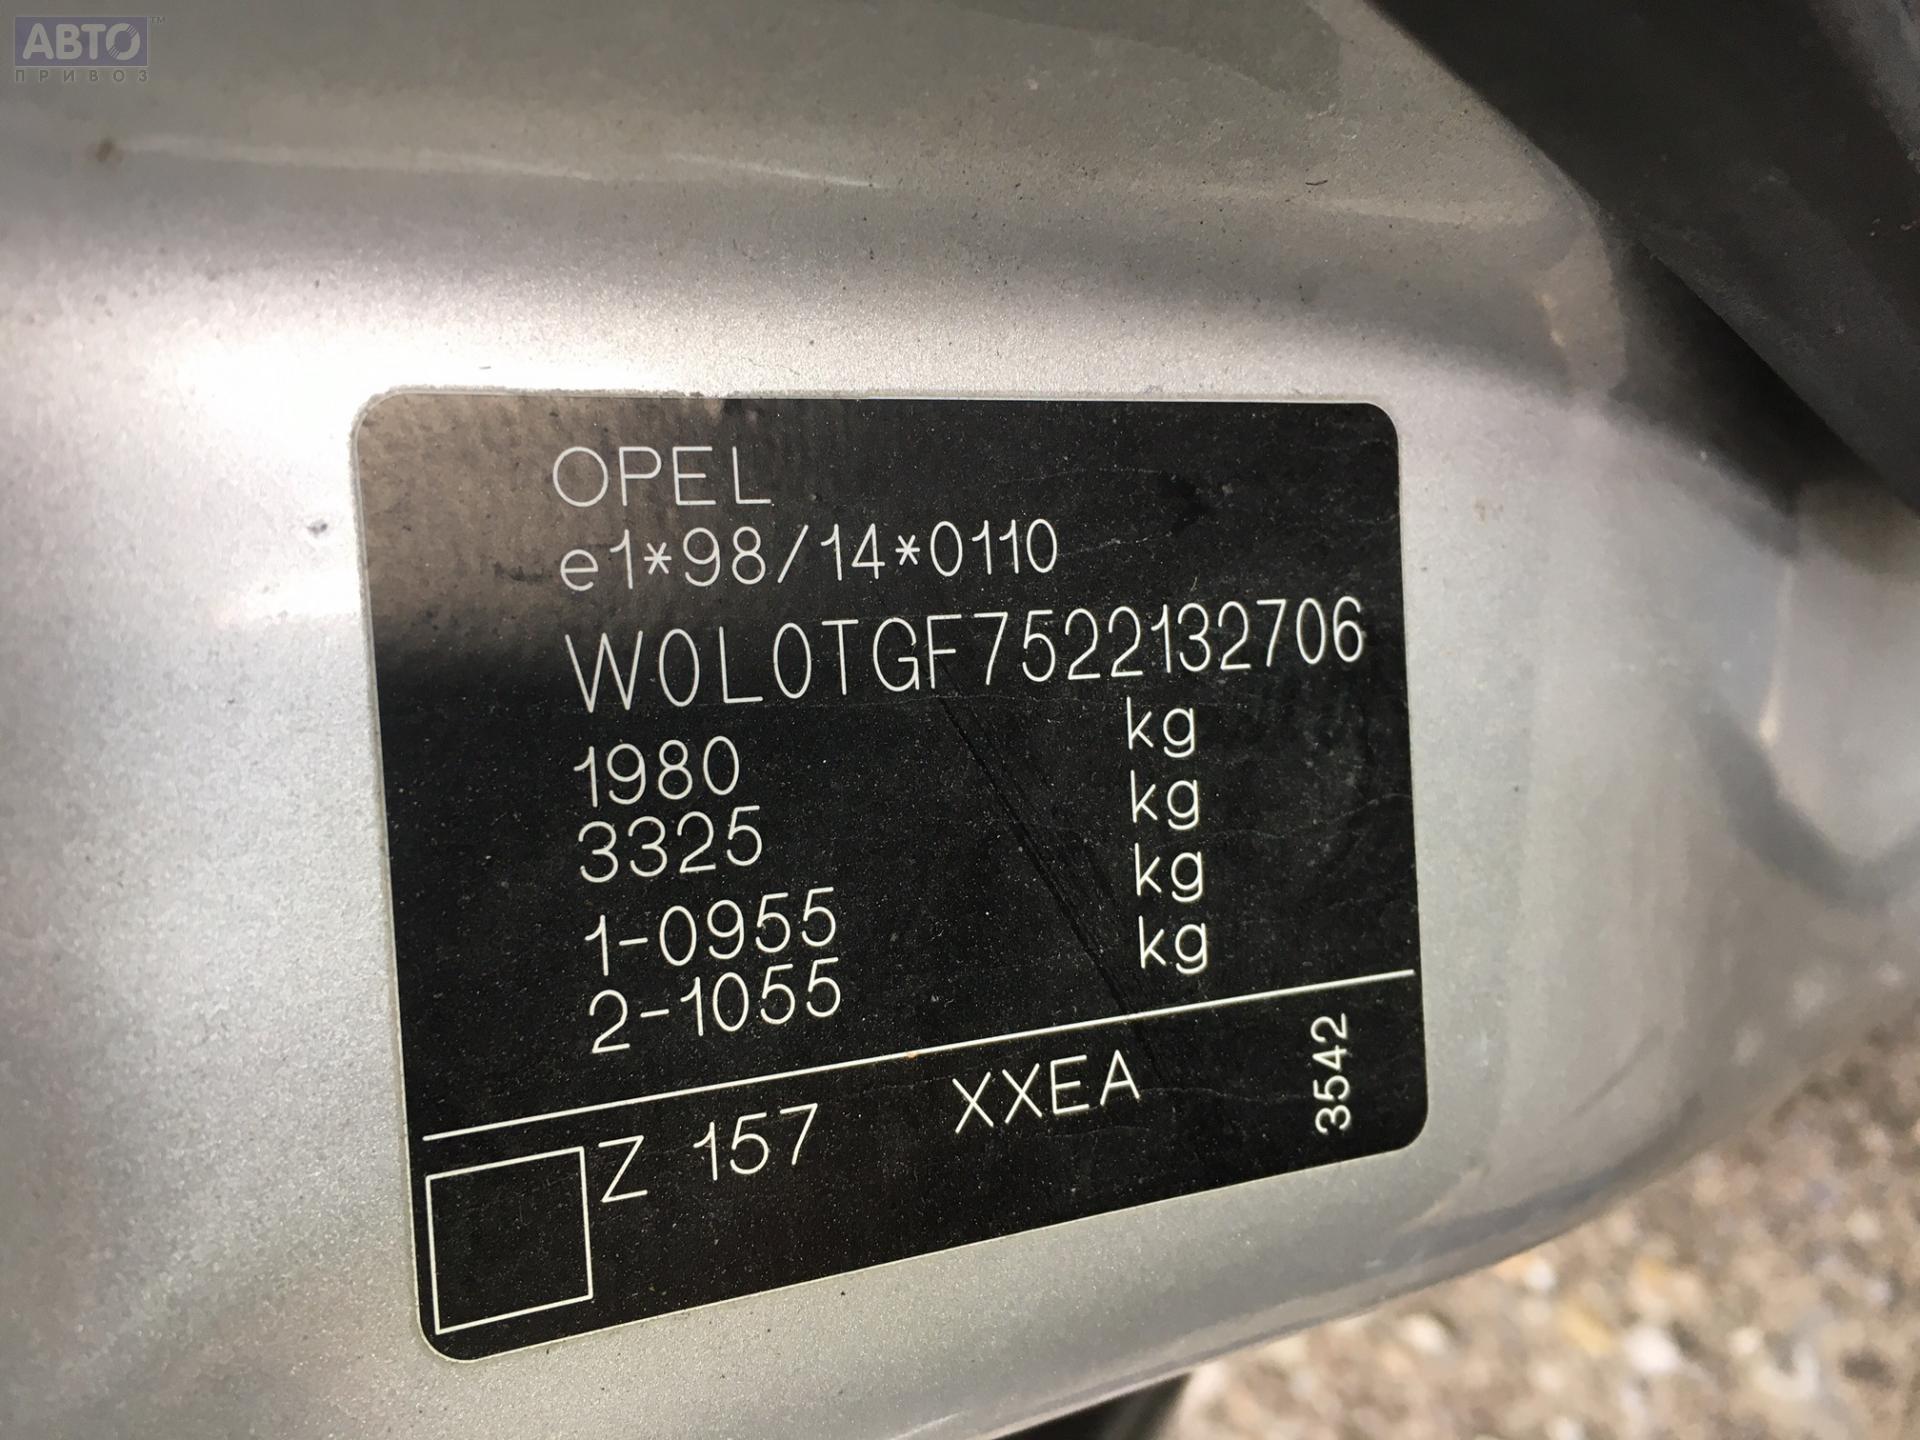 АВТО™
ПРИВОЗ
OPEL
e1*98/14*0110
W0L0TGF7522132706
1980 kg
3325 kg
1-0955 kg
2-1055 kg
Z 157 XXEA 3542